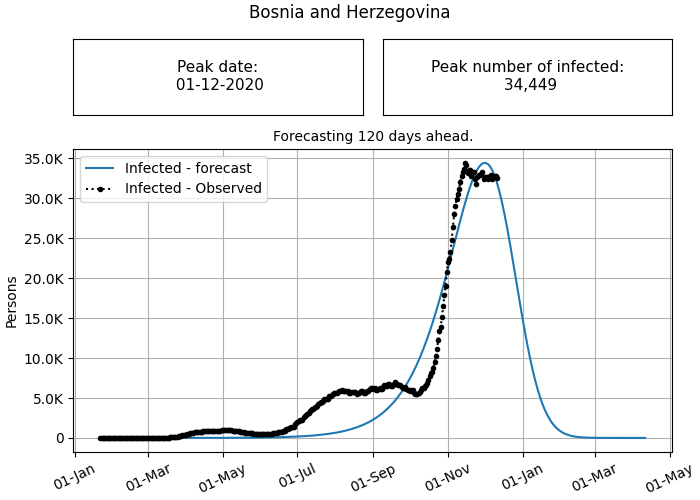 Bosnia and Herzegovina
Peak date:
01-12-2020
Peak number of infected:
34,449
Forecasting 120 days ahead.
Infected - forecast
Infected - Observed
Persons
35.0K
30.0K
25.0K
20.0K
15.0K
10.0K
5.0K
0
01-Jan
01-Mar
01-May
01-Jul
01-Sep
01-Nov
01-Jan
01-Mar
01-May